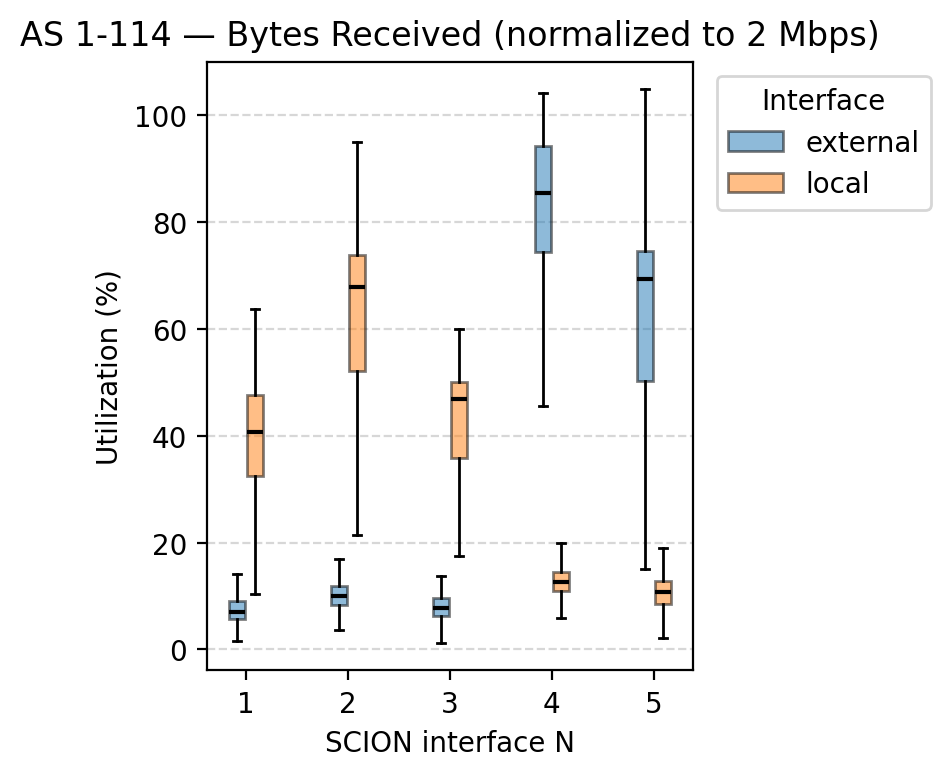 AS 1-114 — Bytes Received (normalized to 2 Mbps)
Interface
external
local
Utilization (%)
100
80
60
40
20
0
1 2 3 4 5
SCION interface N